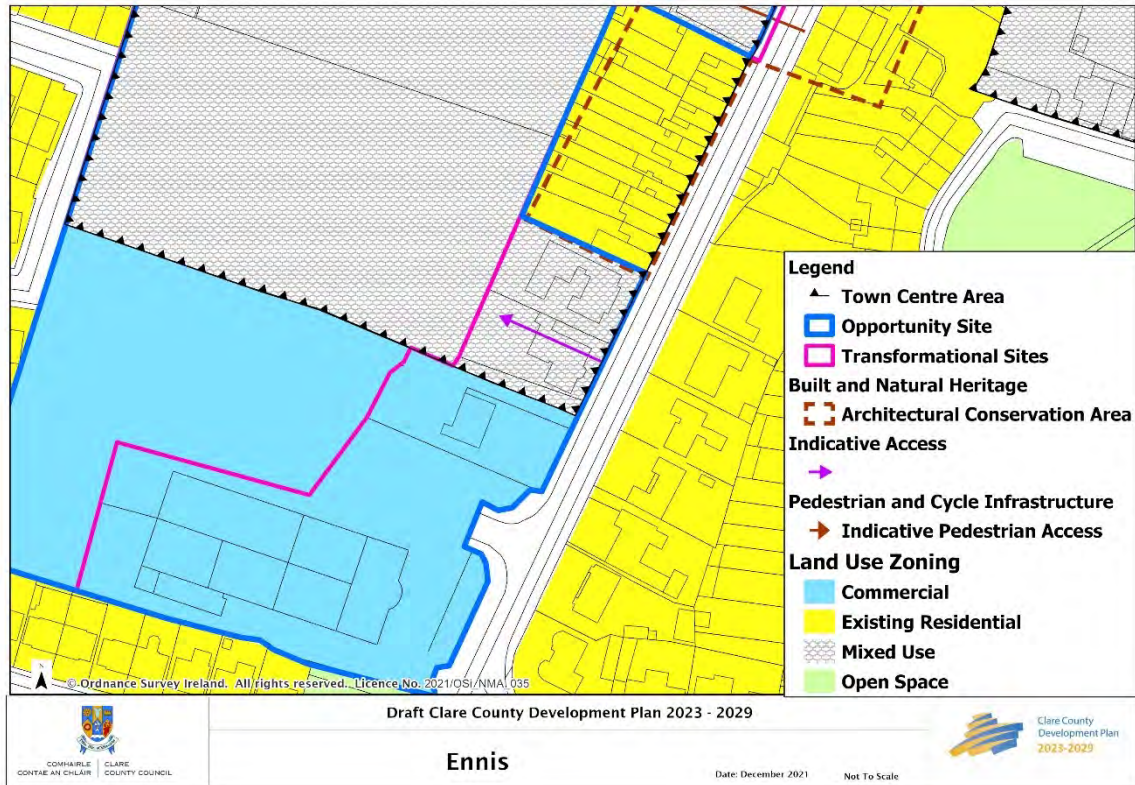 Legend
Town Centre Area
Opportunity Site
Transformational Sites
Built and Natural Heritage
Architectural Conservation Area
Indicative Access
Pedestrian and Cycle Infrastructure
Indicative Pedestrian Access
Land Use Zoning
Commercial
Existing Residential
Mixed Use
Open Space
N
© Ordnance Survey Ireland. All rights reserved. Licence No. 2021/OSi_NMA_035
Draft Clare County Development Plan 2023 - 2029
COMHAIRLE CONTAE AN CHLÁIR
CLARE COUNTY COUNCIL
Ennis
Date: December 2021
Not To Scale
Clare County
Development Plan
2023-2029